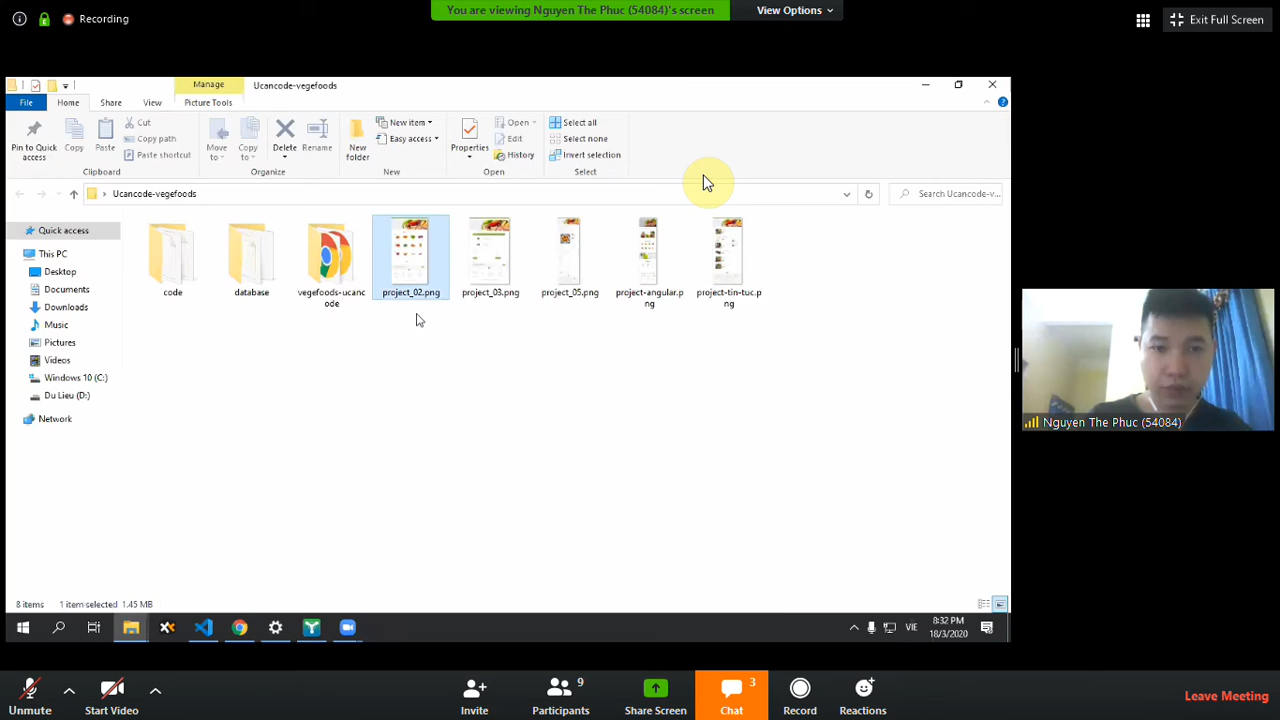 Recording
You are viewing Nguyen The Phuc (54084)'s screen
View Options
Exit Full Screen
Manage
Ucancode-vegefoods
File
Home
Share
View
Picture Tools
Pin to Quick access
Copy
Paste
Cut
Copy path
Paste shortcut
Clipboard
Move to
Copy to
Delete
Rename
Organize
New folder
New item
Easy access
New
Properties
Open
Edit
History
Open
Select all
Select none
Invert selection
Select
Ucancode-vegefoods
Search Ucancode-v...
Quick access
This PC
Desktop
Documents
Downloads
Music
Pictures
Videos
Windows 10 (C:)
Du Lieu (D:)
Network
code
database
vegefoods-ucanc
ode
project_02.png
project_03.png
project_05.png
project-angular.p
ng
project-tin-tuc.p
ng
Nguyen The Phuc (54084)
8 items
1 item selected 1.45 MB
VIE
8:32 PM
18/3/2020
Unmute
Start Video
Invite
9
Participants
Share Screen
3
Chat
Record
Reactions
Leave Meeting